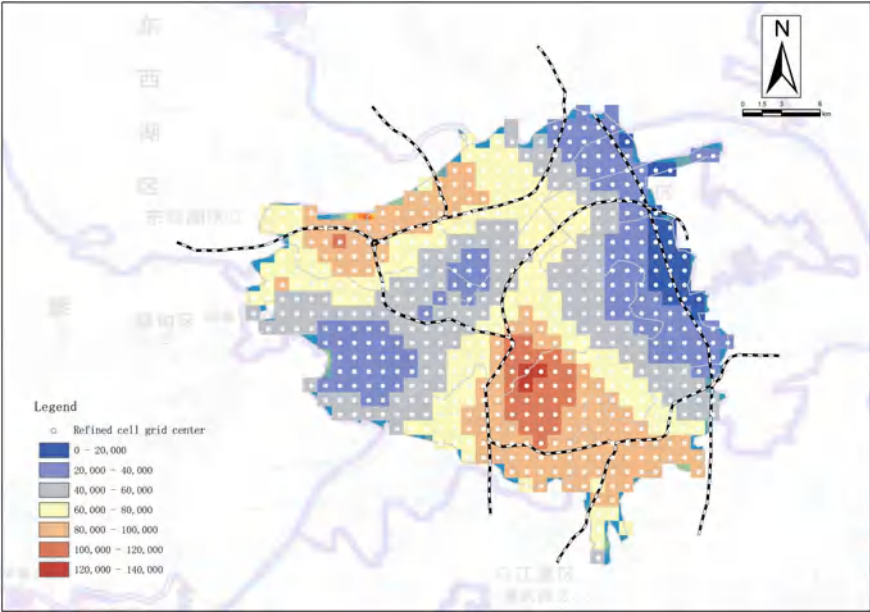 东
西
湖
区
N
0 1.5 3 6
km
Legend
Refined cell grid center
0 - 20,000
20,000 - 40,000
40,000 - 60,000
60,000 - 80,000
80,000 - 100,000
100,000 - 120,000
120,000 - 140,000